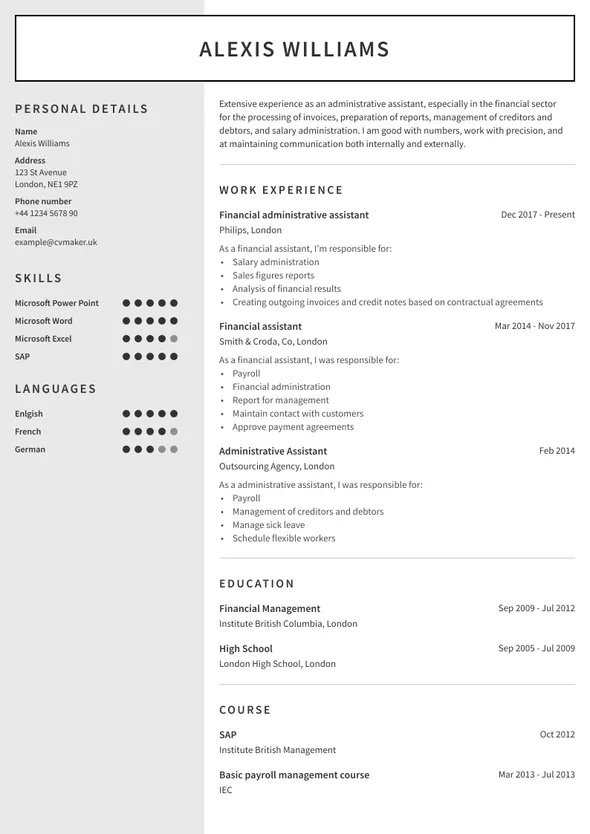 ALEXIS WILLIAMS
PERSONAL DETAILS
Name
Alexis Williams
Address
123 St Avenue
London, NE1 9PZ
Phone number
+44 1234 5678 90
Email
example@cvmaker.uk
SKILLS
Microsoft Power Point
Microsoft Word
Microsoft Excel
SAP
LANGUAGES
Enlgish
French
German
Extensive experience as an administrative assistant, especially in the financial sector
for the processing of invoices, preparation of reports, management of creditors and
debtors, and salary administration. I am good with numbers, work with precision, and
at maintaining communication both internally and externally.
WORK EXPERIENCE
Financial administrative assistant Dec 2017 - Present
Philips, London
As a financial assistant, I'm responsible for:
• Salary administration
• Sales figures reports
• Analysis of financial results
• Creating outgoing invoices and credit notes based on contractual agreements
Financial assistant Mar 2014 - Nov 2017
Smith & Croda, Co, London
As a financial assistant, I was responsible for:
• Payroll
• Financial administration
• Report for management
• Maintain contact with customers
• Approve payment agreements
Administrative Assistant Feb 2014
Outsourcing Agency, London
As a administrative assistant, I was responsible for:
• Payroll
• Management of creditors and debtors
• Manage sick leave
• Schedule flexible workers
EDUCATION
Financial Management Sep 2009 - Jul 2012
Institute British Columbia, London
High School Sep 2005 - Jul 2009
London High School, London
COURSE
SAP Oct 2012
Institute British Management
Basic payroll management course Mar 2013 - Jul 2013
IEC